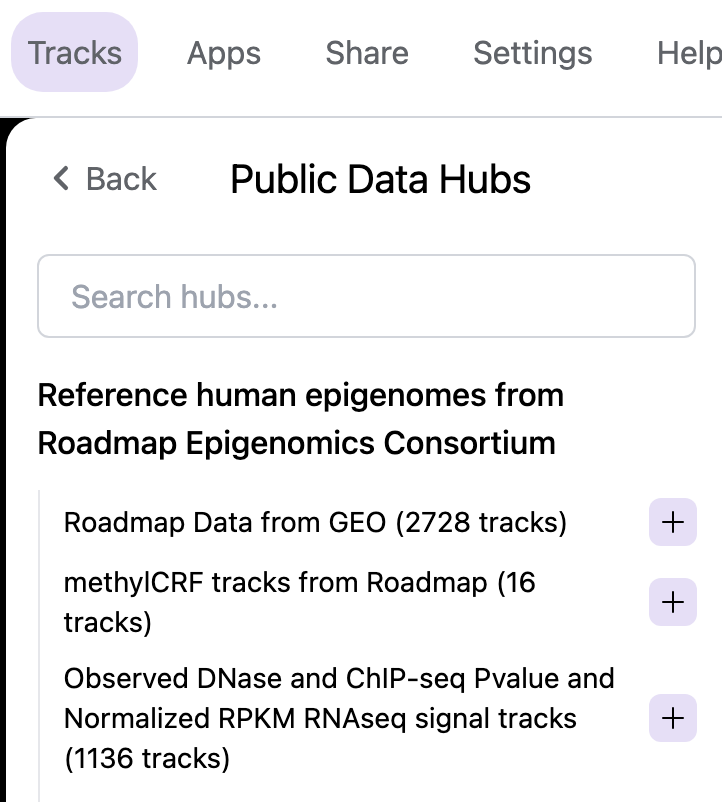 Tracks Apps Share Settings Help
Back Public Data Hubs
Search hubs...
Reference human epigenomes from
Roadmap Epigenomics Consortium
Roadmap Data from GEO (2728 tracks)
methylCRF tracks from Roadmap (16
tracks)
Observed DNase and ChIP-seq Pvalue and
Normalized RPKM RNAseq signal tracks
(1136 tracks)